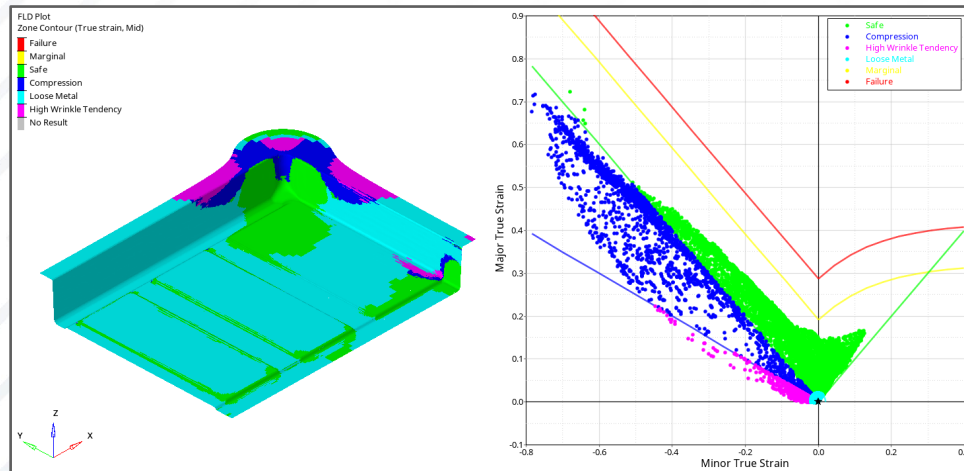 FLD Plot
Zone Contour (True strain, Mid)
Failure
Marginal
Safe
Compression
Loose Metal
High Wrinkle Tendency
No Result
Z
Y
X
0.9
0.8
0.7
0.6
0.5
0.4
0.3
0.2
0.1
0.0
-0.1
Major True Strain
-0.8
-0.6
-0.4
-0.2
0.0
0.2
Minor True Strain
Safe
Compression
High Wrinkle Tendency
Loose Metal
Marginal
Failure